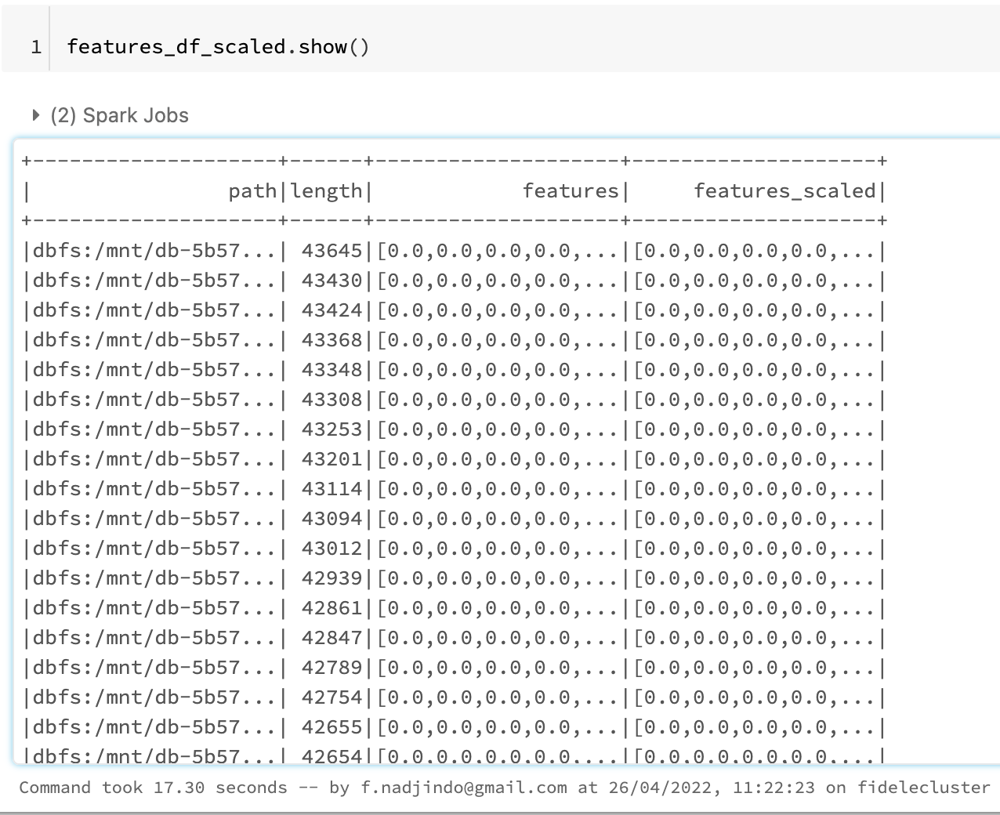 1 features_df_scaled.show()
(2) Spark Jobs
+--------------------+------+--------------------+--------------------+
|                path|length|            features|     features_scaled|
+--------------------+------+--------------------+--------------------+
|dbfs:/mnt/db-5b57...| 43645|[0.0,0.0,0.0,0.0,...|[0.0,0.0,0.0,0.0,...|
|dbfs:/mnt/db-5b57...| 43430|[0.0,0.0,0.0,0.0,...|[0.0,0.0,0.0,0.0,...|
|dbfs:/mnt/db-5b57...| 43424|[0.0,0.0,0.0,0.0,...|[0.0,0.0,0.0,0.0,...|
|dbfs:/mnt/db-5b57...| 43368|[0.0,0.0,0.0,0.0,...|[0.0,0.0,0.0,0.0,...|
|dbfs:/mnt/db-5b57...| 43348|[0.0,0.0,0.0,0.0,...|[0.0,0.0,0.0,0.0,...|
|dbfs:/mnt/db-5b57...| 43308|[0.0,0.0,0.0,0.0,...|[0.0,0.0,0.0,0.0,...|
|dbfs:/mnt/db-5b57...| 43253|[0.0,0.0,0.0,0.0,...|[0.0,0.0,0.0,0.0,...|
|dbfs:/mnt/db-5b57...| 43201|[0.0,0.0,0.0,0.0,...|[0.0,0.0,0.0,0.0,...|
|dbfs:/mnt/db-5b57...| 43114|[0.0,0.0,0.0,0.0,...|[0.0,0.0,0.0,0.0,...|
|dbfs:/mnt/db-5b57...| 43094|[0.0,0.0,0.0,0.0,...|[0.0,0.0,0.0,0.0,...|
|dbfs:/mnt/db-5b57...| 43012|[0.0,0.0,0.0,0.0,...|[0.0,0.0,0.0,0.0,...|
|dbfs:/mnt/db-5b57...| 42939|[0.0,0.0,0.0,0.0,...|[0.0,0.0,0.0,0.0,...|
|dbfs:/mnt/db-5b57...| 42861|[0.0,0.0,0.0,0.0,...|[0.0,0.0,0.0,0.0,...|
|dbfs:/mnt/db-5b57...| 42847|[0.0,0.0,0.0,0.0,...|[0.0,0.0,0.0,0.0,...|
|dbfs:/mnt/db-5b57...| 42789|[0.0,0.0,0.0,0.0,...|[0.0,0.0,0.0,0.0,...|
|dbfs:/mnt/db-5b57...| 42754|[0.0,0.0,0.0,0.0,...|[0.0,0.0,0.0,0.0,...|
|dbfs:/mnt/db-5b57...| 42655|[0.0,0.0,0.0,0.0,...|[0.0,0.0,0.0,0.0,...|
|dbfs:/mnt/db-5b57...| 42654|[0.0,0.0,0.0,0.0,...|[0.0,0.0,0.0,0.0,...|
Command took 17.30 seconds -- by f.nadjindo@gmail.com at 26/04/2022, 11:22:23 on fidelecluster